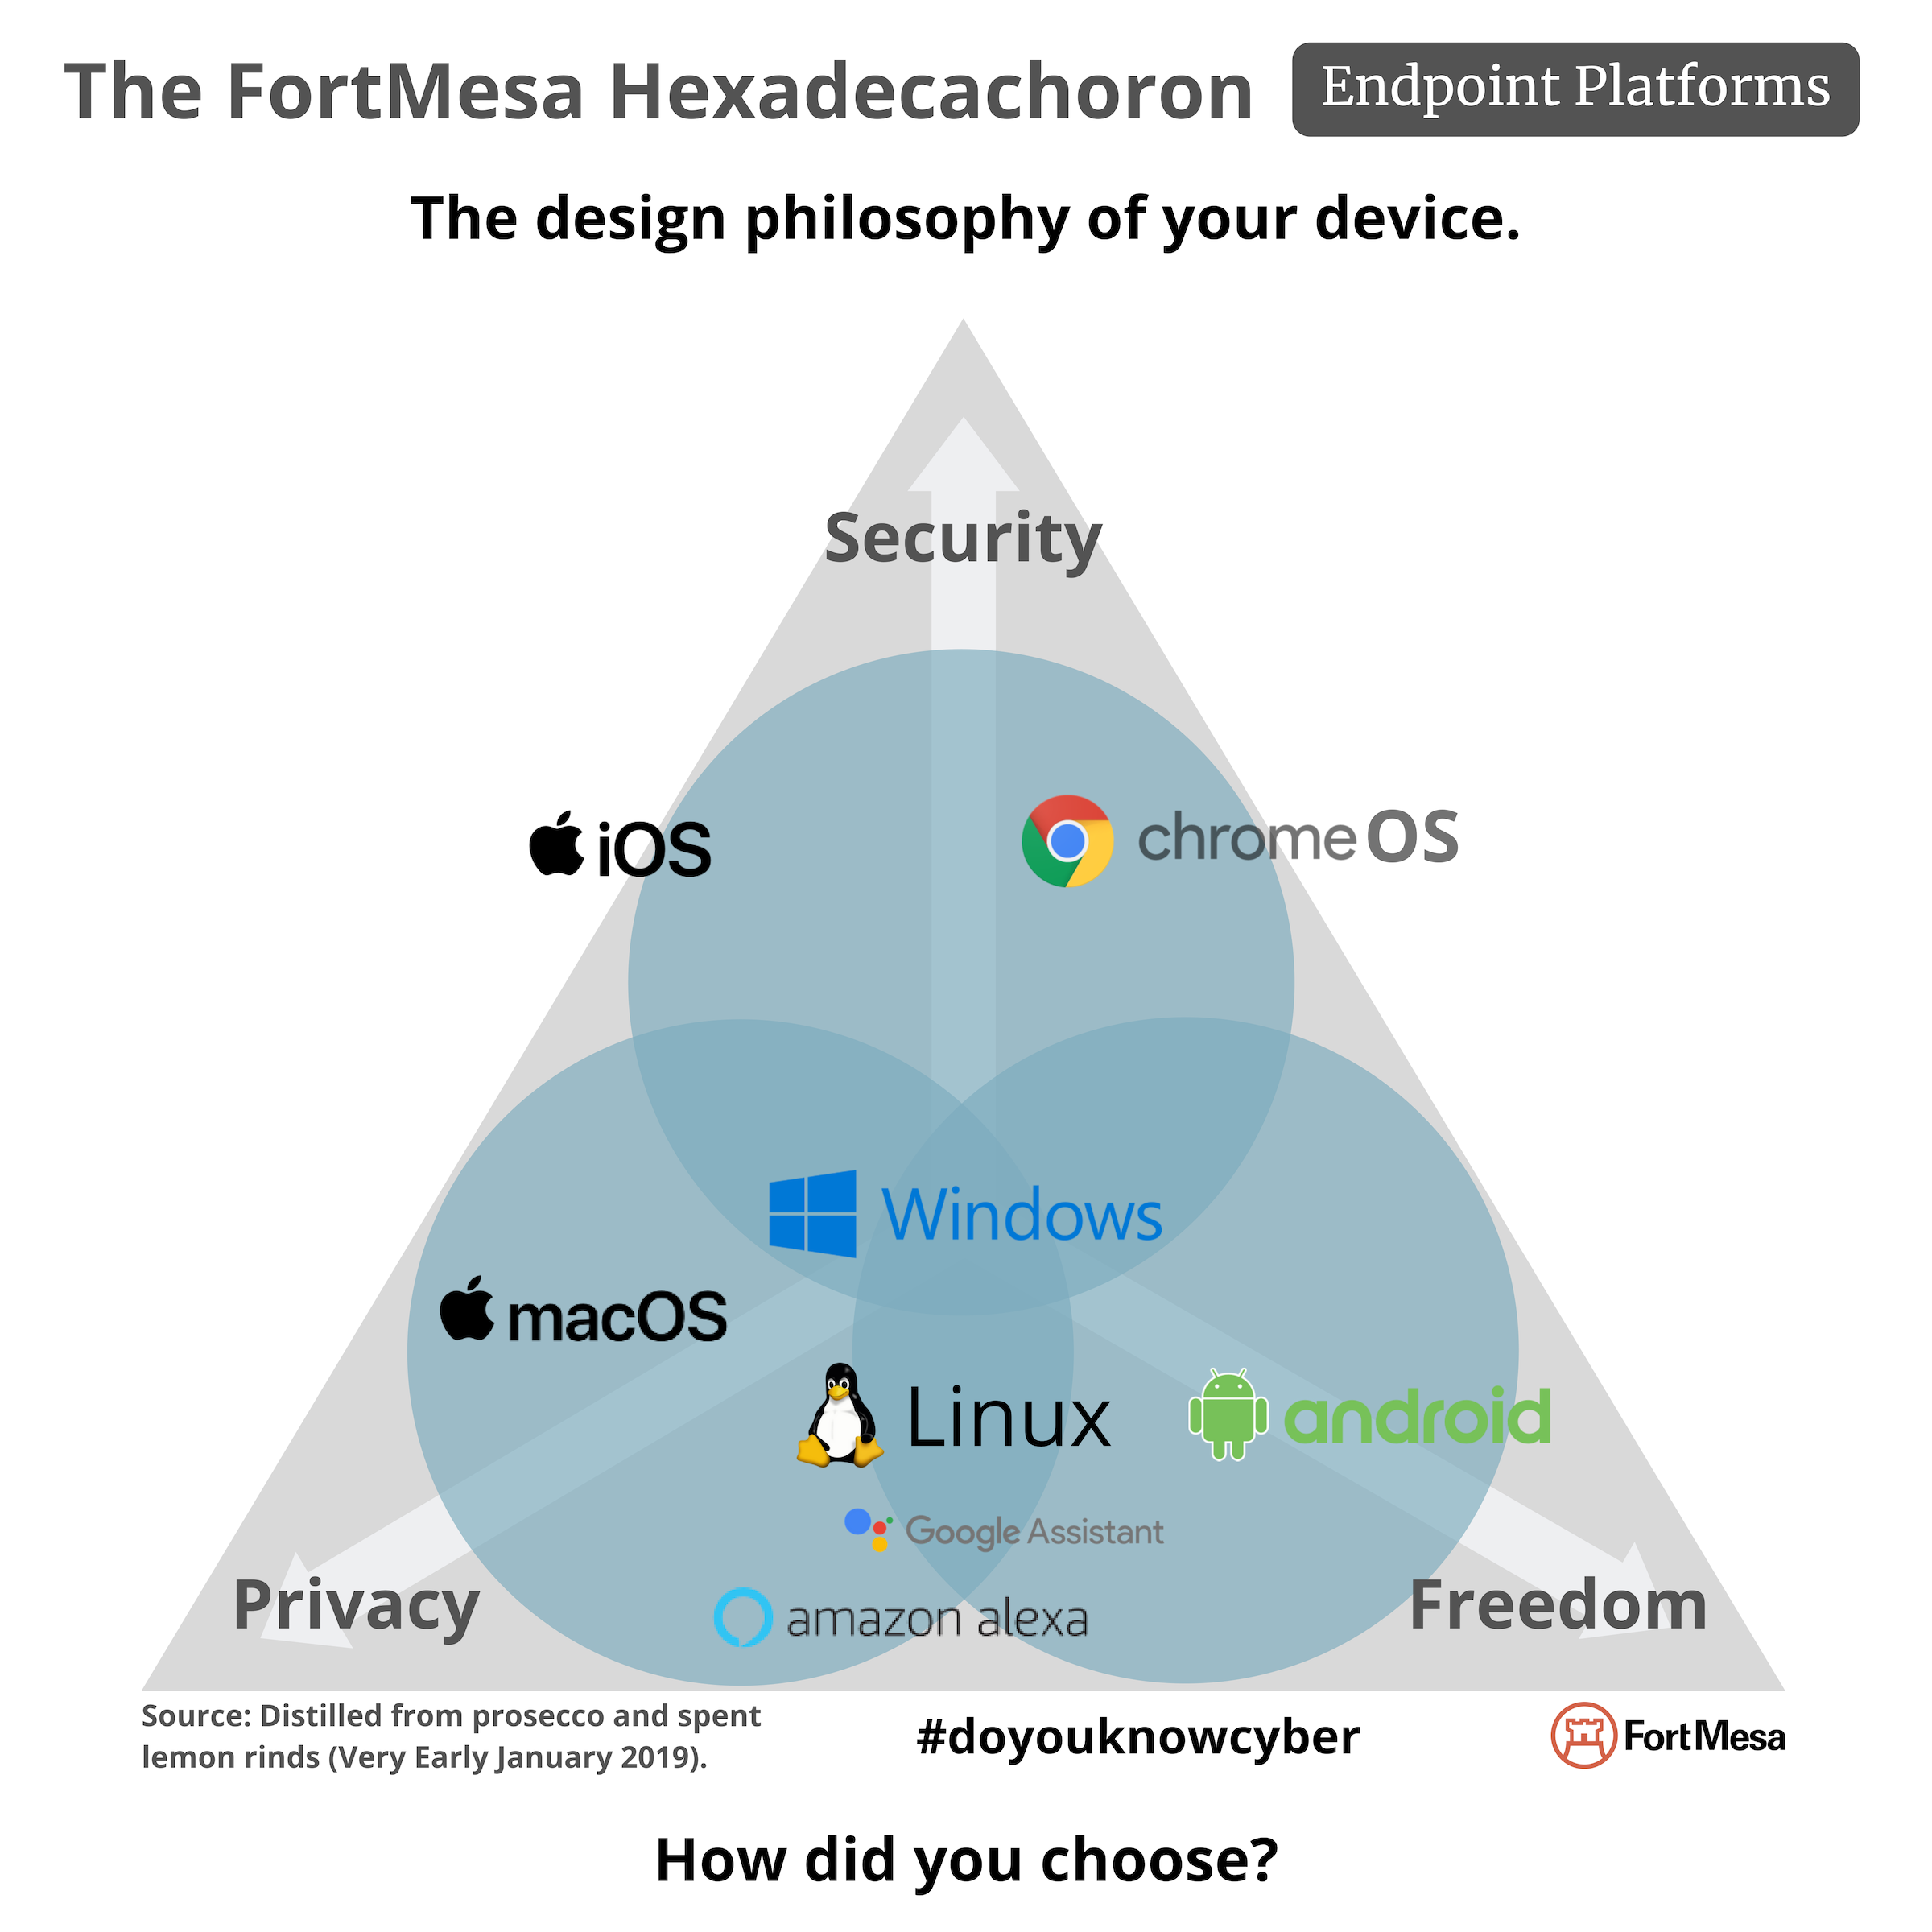 The FortMesa Hexadecachoron
Endpoint Platforms
The design philosophy of your device.
Security
iOS
chrome OS
Windows
macOS
Linux
android
Google Assistant
Privacy
Freedom
amazon alexa
Source: Distilled from prosecco and spent
lemon rinds (Very Early January 2019).
#doyouknowcyber
FortMesa
How did you choose?